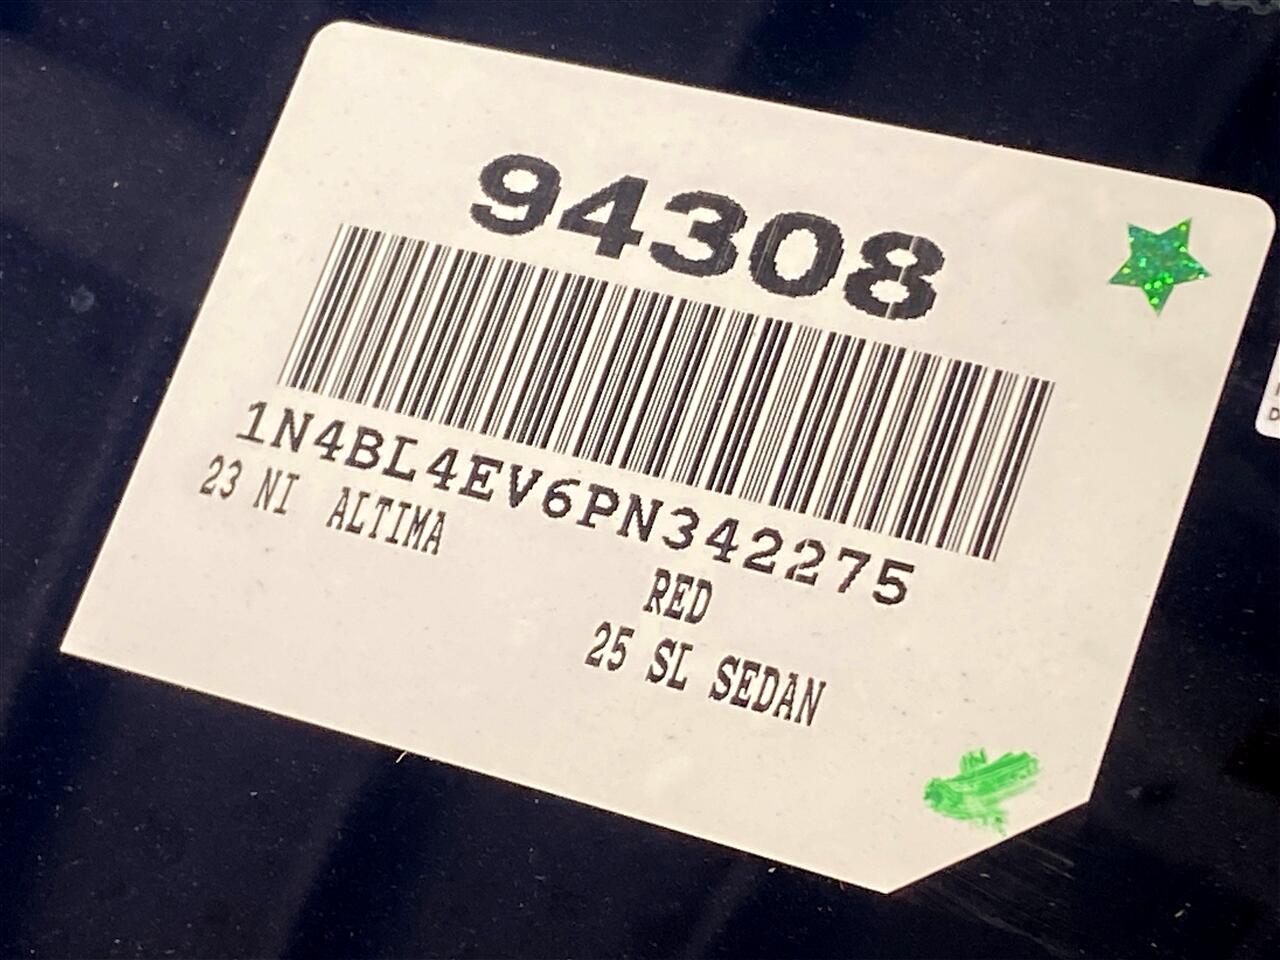 94308
1N4BL4EV6PN342275
23 NI ALTIMA
RED
25 SL SEDAN
D